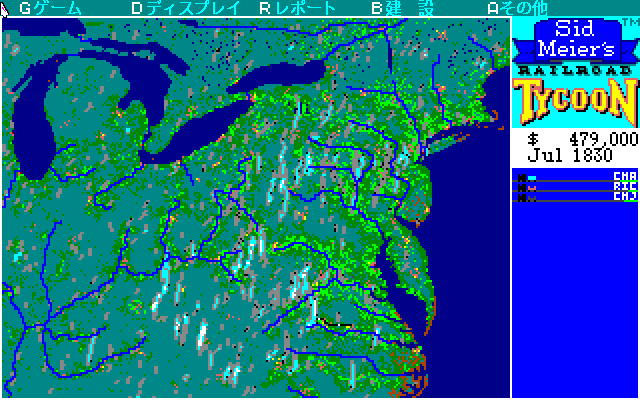 Gゲーム Dディスプレイ Rレポート B建 設 Aその他
Sid
Meier's
TM
RAILROAD
TYCOON
$ 479,000
Jul 1830
CHA
RIC